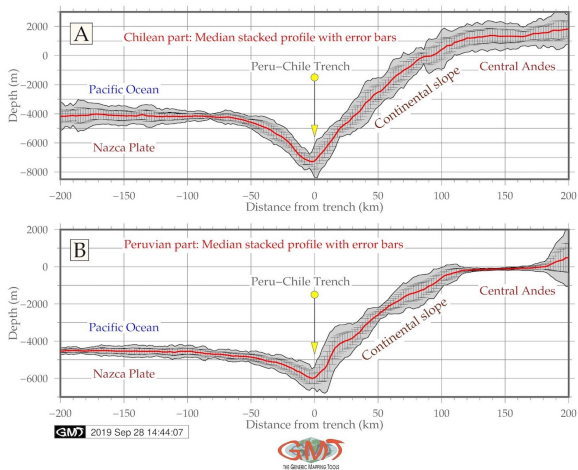 A
Chilean part: Median stacked profile with error bars
Peru–Chile Trench
Pacific Ocean
Nazca Plate
Continental slope
Central Andes
Depth (m)
2000
0
−2000
−4000
−6000
−8000
−200 −150 −100 −50 0 50 100 150 200
Distance from trench (km)
B
Peruvian part: Median stacked profile with error bars
Peru–Chile Trench
Pacific Ocean
Nazca Plate
Continental slope
Central Andes
Depth (m)
2000
0
−2000
−4000
−6000
−200 −150 −100 −50 0 50 100 150 200
Distance from trench (km)
GMT 2019 Sep 28 14:44:07
GMT
THE GENERIC MAPPING TOOLS